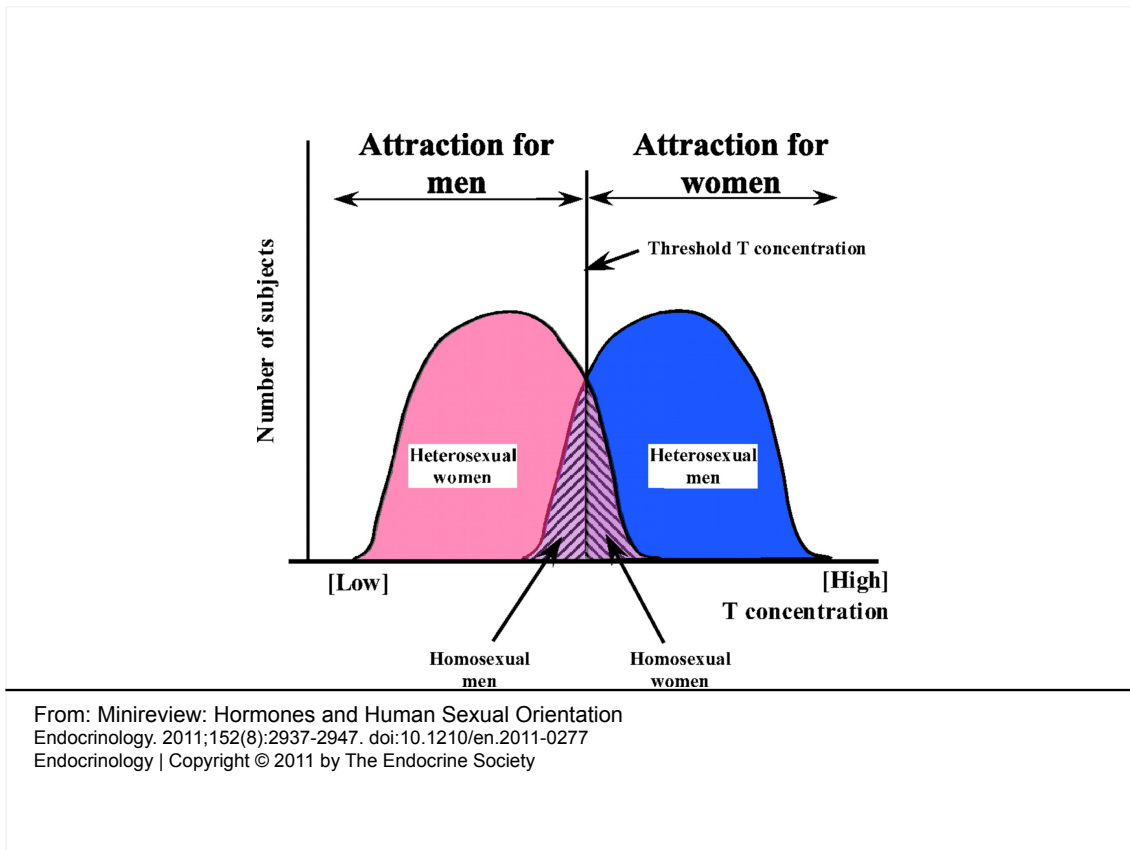 Attraction for
men
Attraction for
women
Threshold T concentration
Number of subjects
Heterosexual
women
Heterosexual
men
[Low]
[High]
T concentration
Homosexual
men
Homosexual
women
From: Minireview: Hormones and Human Sexual Orientation
Endocrinology. 2011;152(8):2937-2947. doi:10.1210/en.2011-0277
Endocrinology | Copyright © 2011 by The Endocrine Society